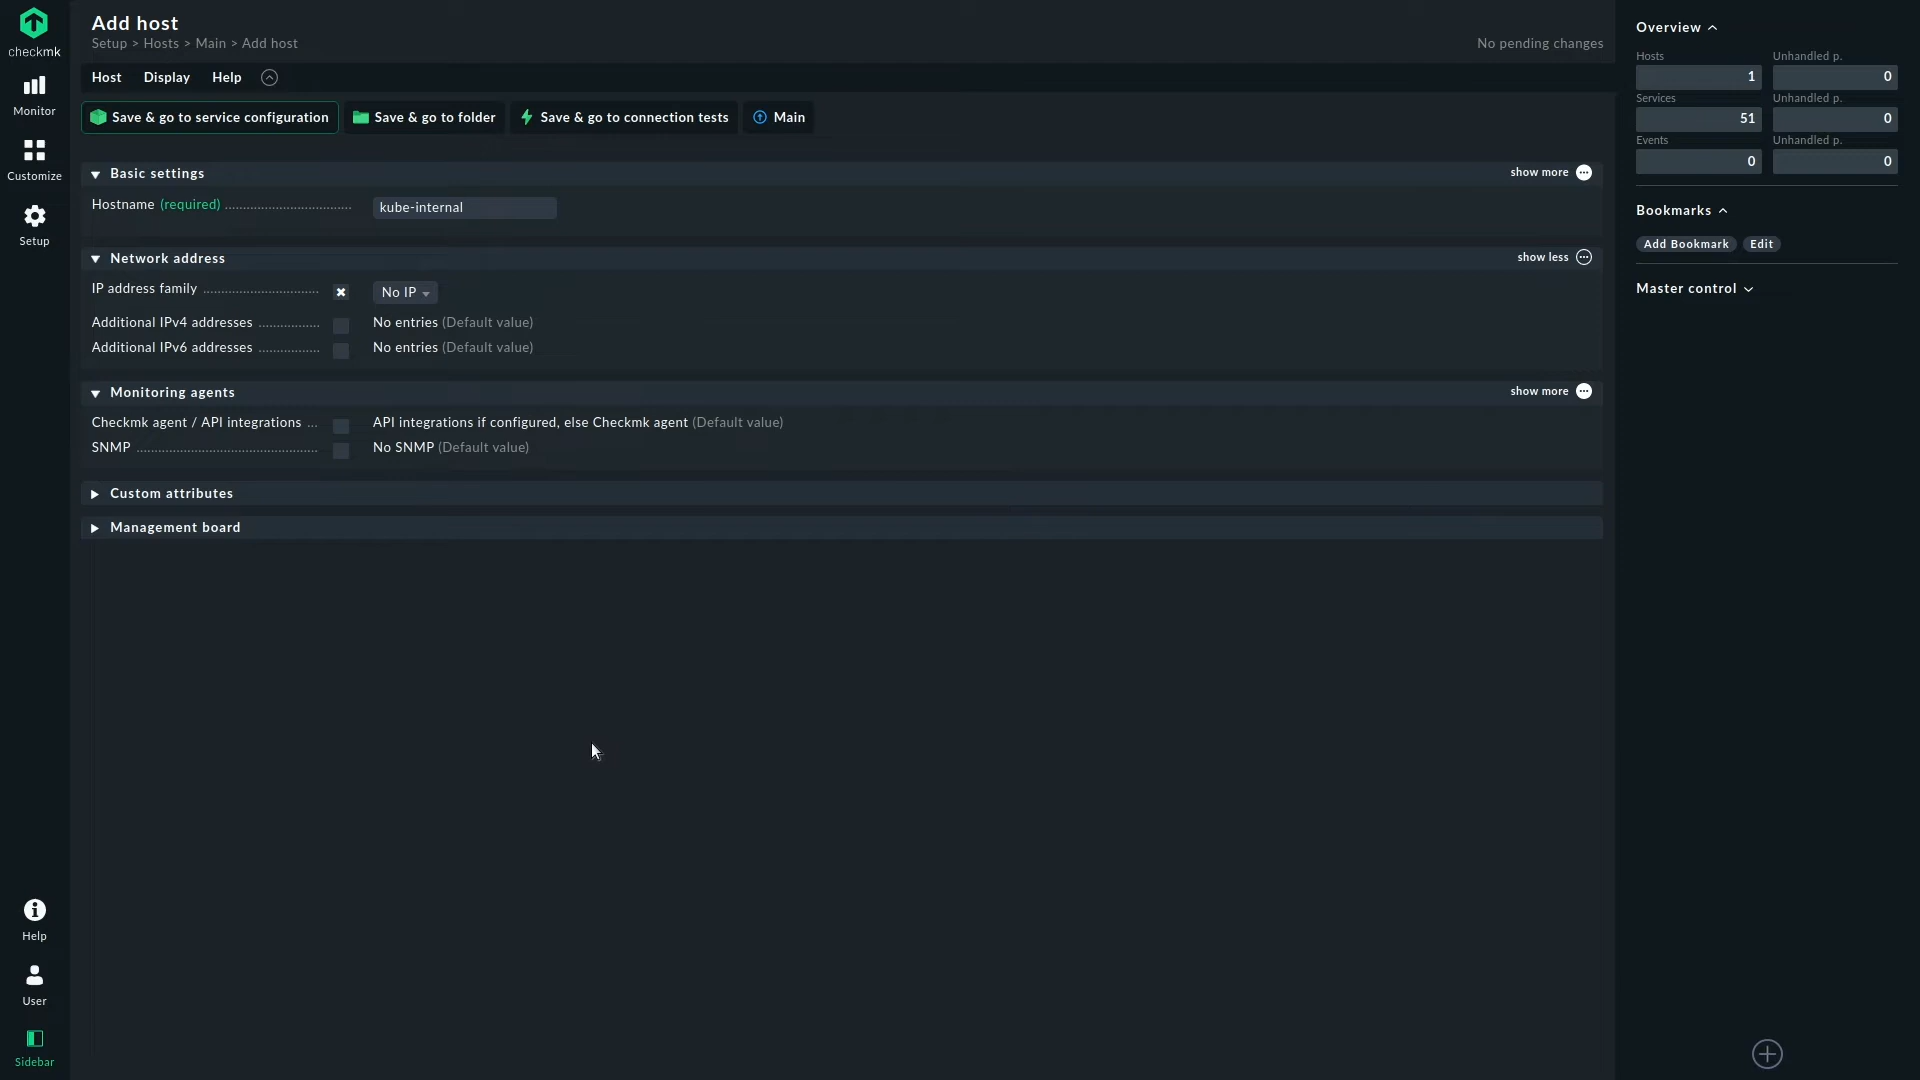 checkmk
Monitor
Customize
Setup
Help
User
Sidebar
Add host
Setup > Hosts > Main > Add host
No pending changes
Host Display Help
Save & go to service configuration Save & go to folder Save & go to connection tests Main
Basic settings show more
Hostname (required) kube-internal
Network address show less
IP address family No IP
Additional IPv4 addresses No entries (Default value)
Additional IPv6 addresses No entries (Default value)
Monitoring agents show more
Checkmk agent / API integrations API integrations if configured, else Checkmk agent (Default value)
SNMP No SNMP (Default value)
Custom attributes
Management board
Overview
Hosts Unhandled p.
1 0
Services Unhandled p.
51 0
Events Unhandled p.
0 0
Bookmarks
Add Bookmark Edit
Master control